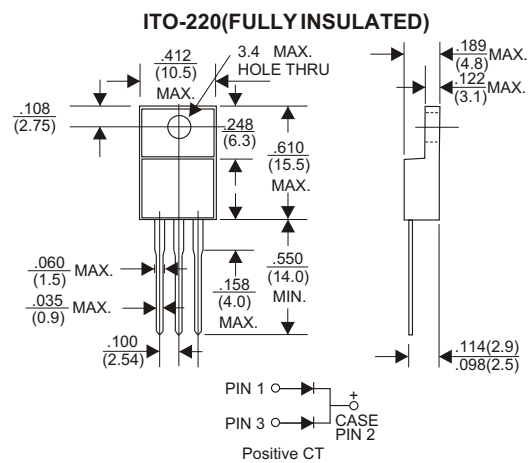 ITO-220(FULLY INSULATED)
.412
(10.5)
MAX.
3.4 MAX.
HOLE THRU
.189
(4.8) MAX.
.122
(3.1) MAX.
.108
(2.75)
.248
(6.3)
.610
(15.5)
MAX.
.060
(1.5) MAX.
.035
(0.9) MAX.
.158
(4.0)
MAX.
.550
(14.0)
MIN.
.100
(2.54)
.114(2.9)
.098(2.5)
PIN 1
PIN 3
+
CASE
PIN 2
Positive CT